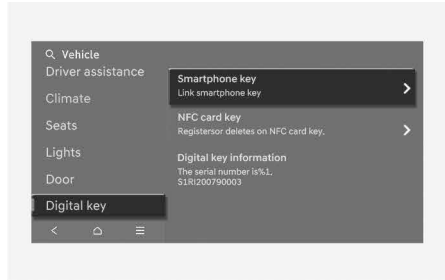 Vehicle
Driver assistance
Climate
Seats
Lights
Door
Digital key
Smartphone key
Link smartphone key
NFC card key
Registersor deletes on NFC card key.
Digital key information
The serial number is%1,
S1RI200790003